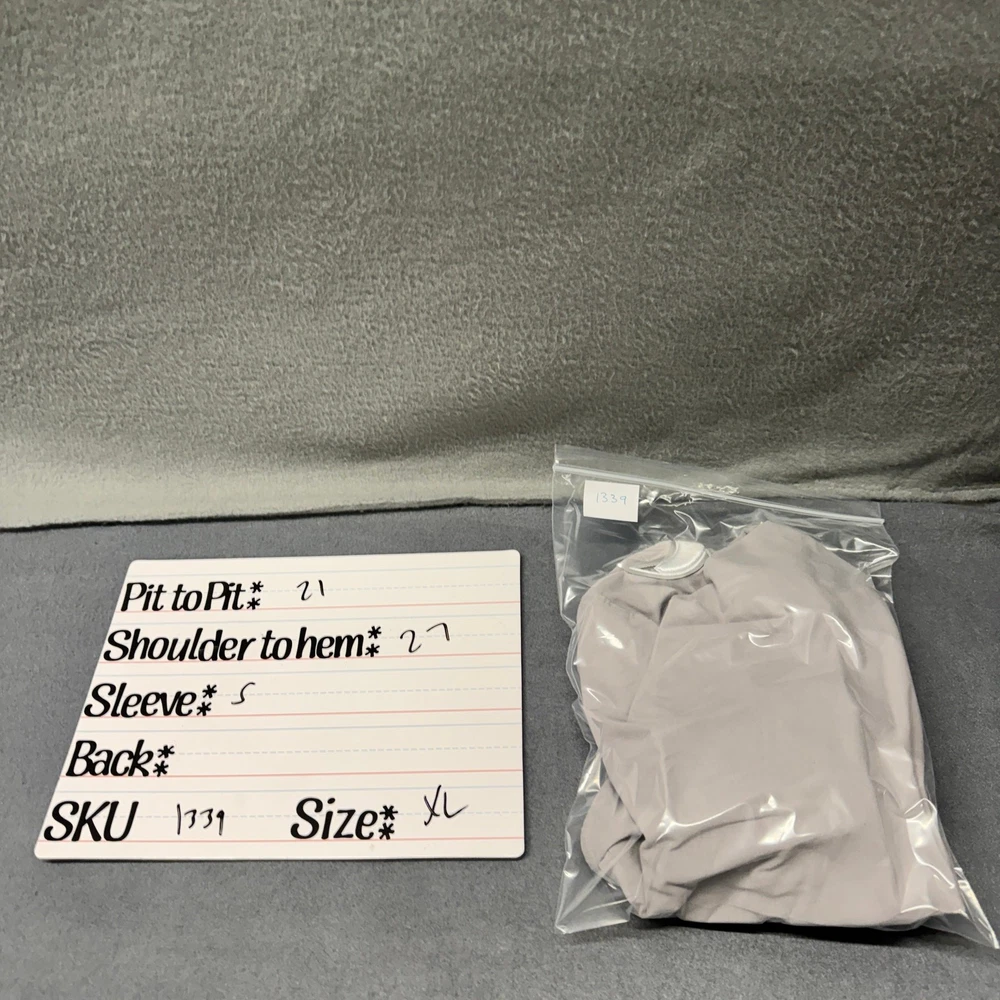 1339
Pit to Pit: 21
Shoulder to hem: 27
Sleeve: 5
Back:
SKU 1339 Size: XL